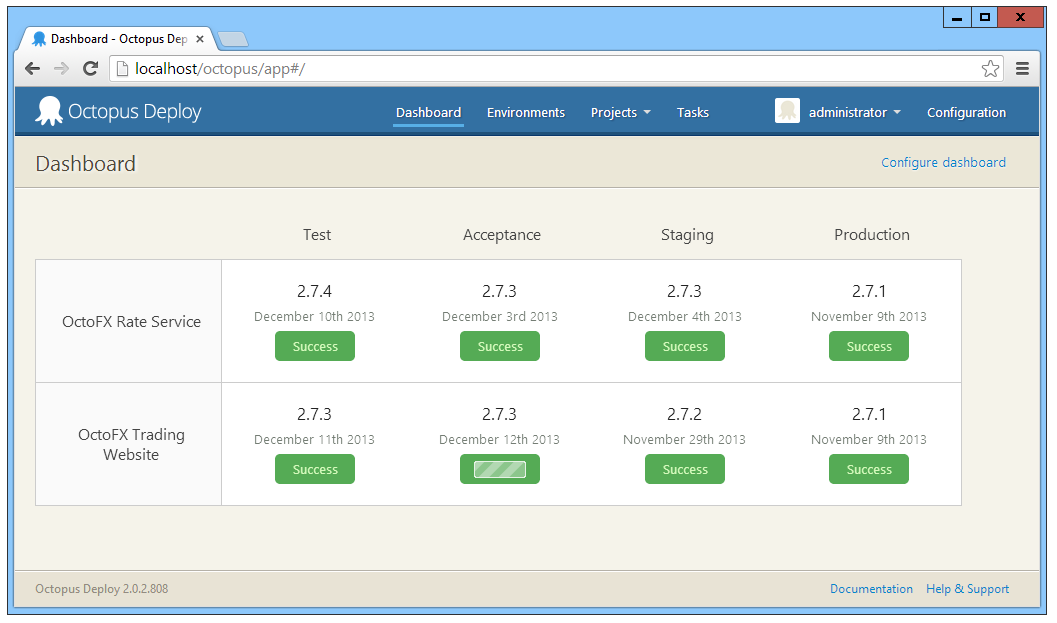 Dashboard - Octopus Dep
localhost/octopus/app#/
Octopus Deploy Dashboard Environments Projects Tasks administrator Configuration
Dashboard Configure dashboard
Test Acceptance Staging Production
2.7.4 2.7.3 2.7.3 2.7.1
OctoFX Rate Service December 10th 2013 December 3rd 2013 December 4th 2013 November 9th 2013
Success Success Success Success
2.7.3 2.7.3 2.7.2 2.7.1
OctoFX Trading December 11th 2013 December 12th 2013 November 29th 2013 November 9th 2013
Website
Success Success Success
Octopus Deploy 2.0.2.808 Documentation Help & Support